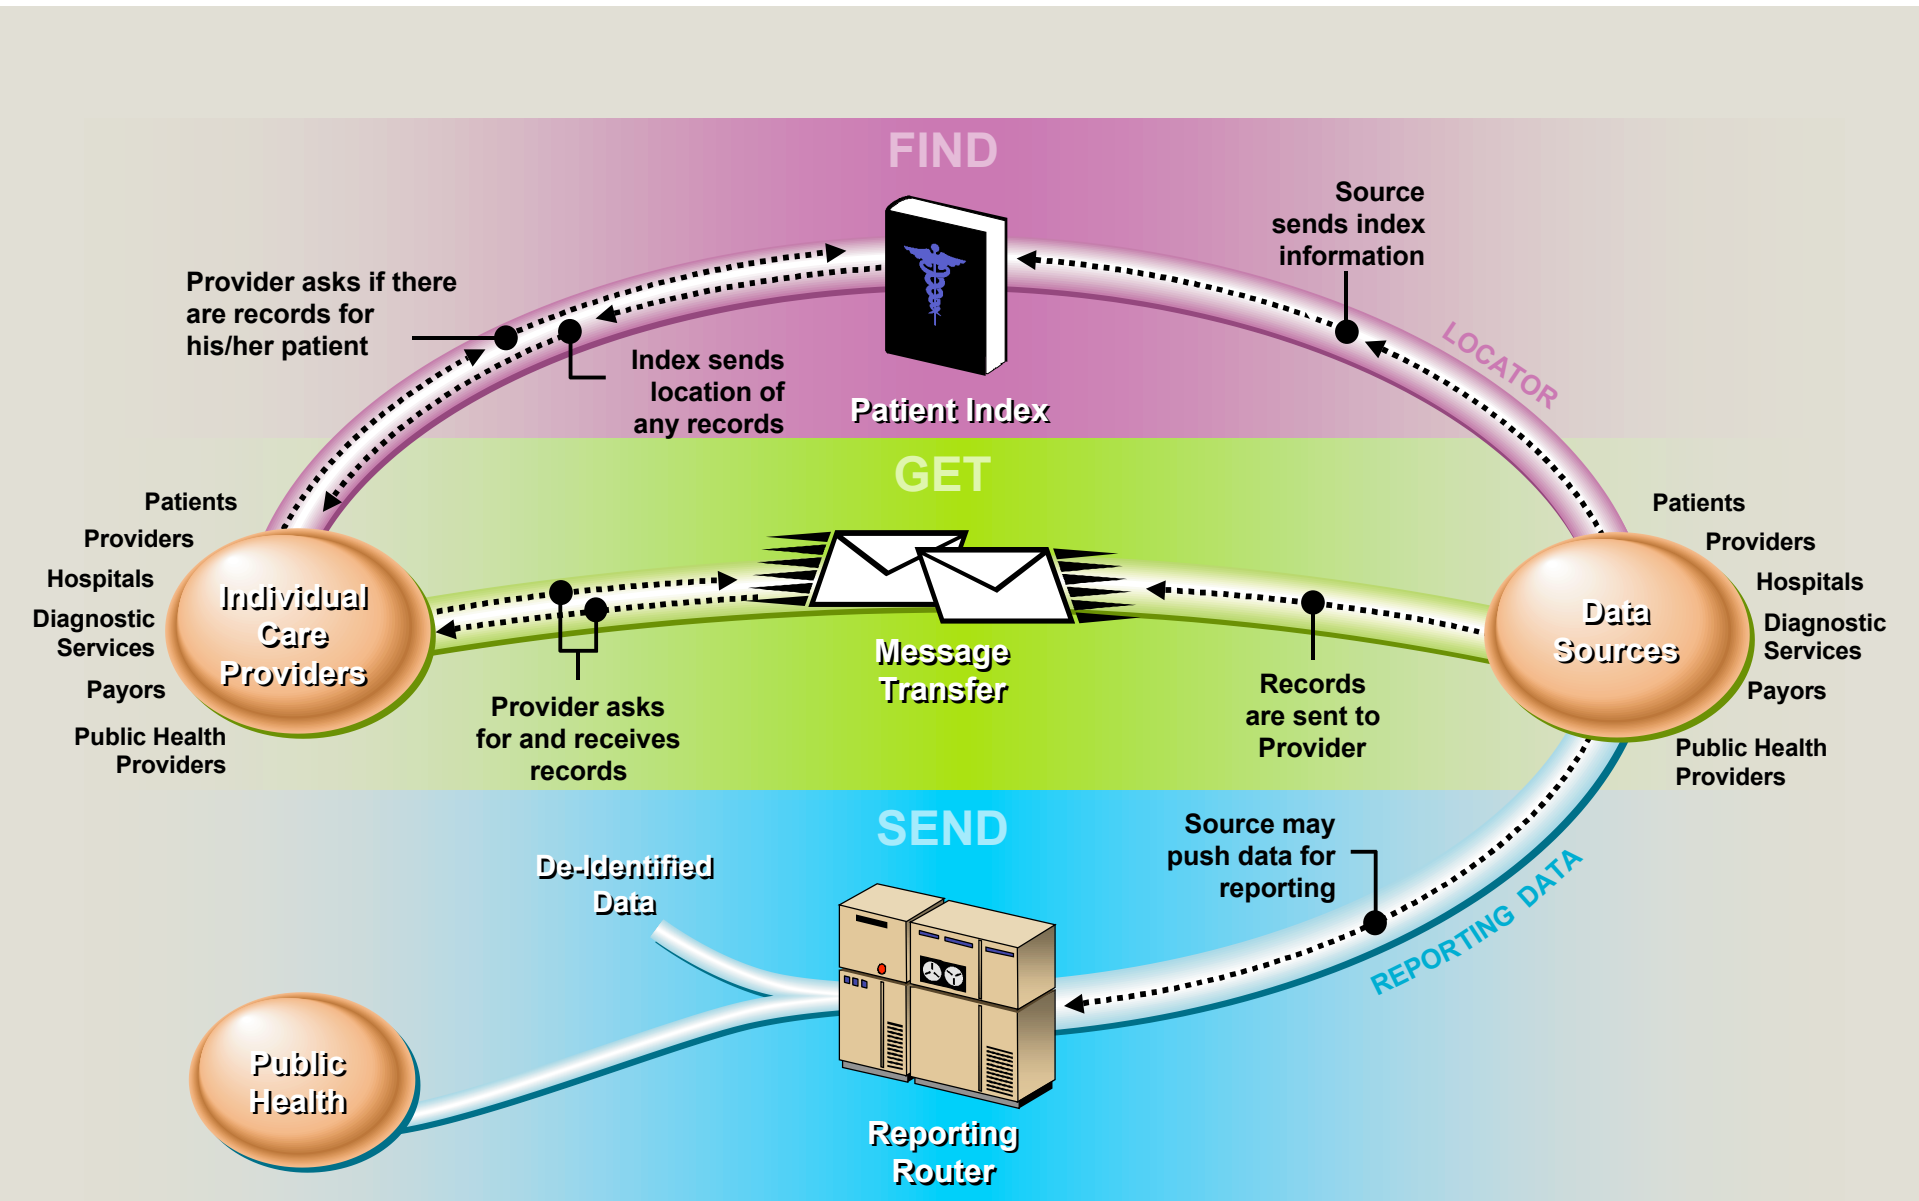 FIND
Source
sends index
information
Provider asks if there
are records for
his/her patient
LOCATOR
Index sends
location of
any records
Patient Index
GET
Patients
Providers
Hospitals
Diagnostic
Services
Payors
Public Health
Providers
Individual
Care
Providers
Message
Transfer
Provider asks
for and receives
records
Records
are sent to
Provider
Data
Sources
Patients
Providers
Hospitals
Diagnostic
Services
Payors
Public Health
Providers
SEND
Source may
push data for
reporting
De-Identified
Data
REPORTING DATA
Public
Health
Reporting
Router